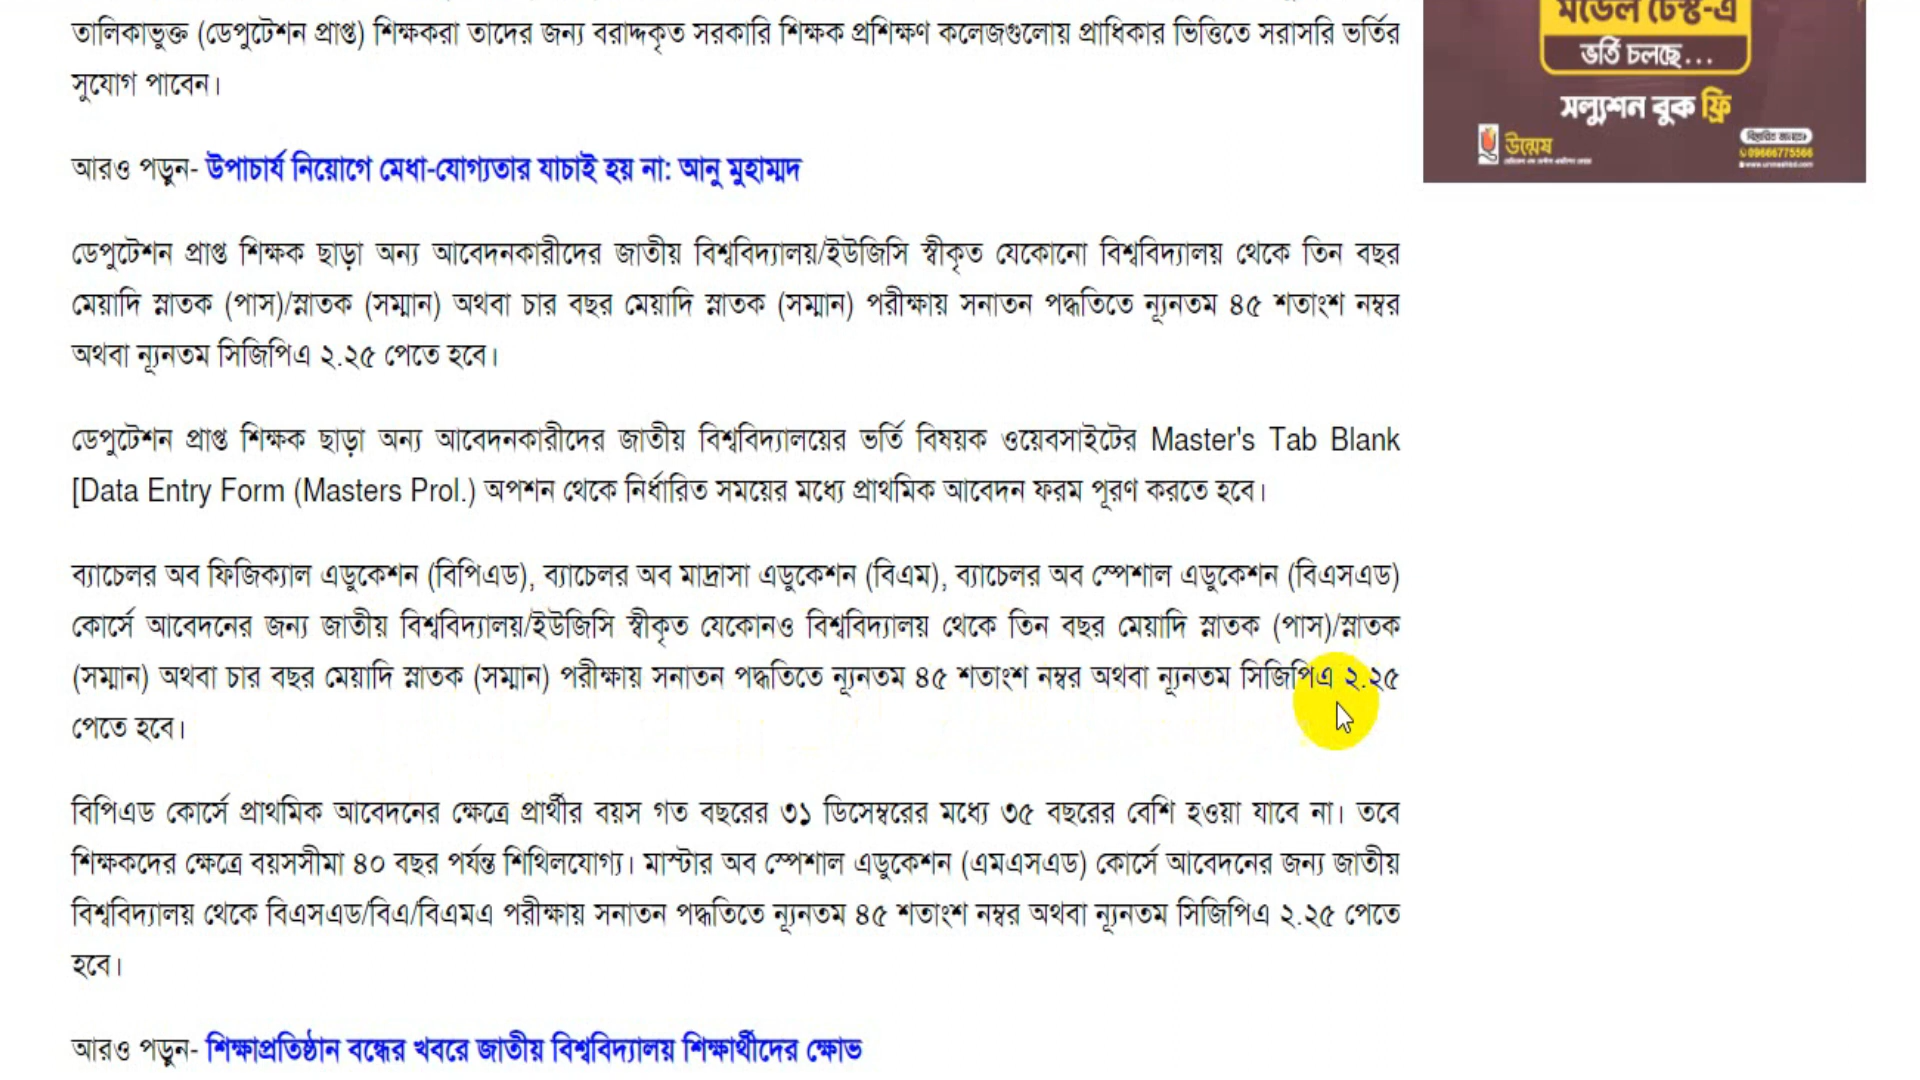 তালিকাভুক্ত (ডেপুটেশন প্রাপ্ত) শিক্ষকরা তাদের জন্য বরাদ্দকৃত সরকারি শিক্ষক প্রশিক্ষণ কলেজগুলোয় প্রাধিকার ভিত্তিতে সরাসরি ভর্তির
সুযোগ পাবেন।
আরও পড়ুন- উপাচার্য নিয়োগে মেধা-যোগ্যতার যাচাই হয় না: আনু মুহাম্মদ
ডেপুটেশন প্রাপ্ত শিক্ষক ছাড়া অন্য আবেদনকারীদের জাতীয় বিশ্ববিদ্যালয়/ইউজিসি স্বীকৃত যেকোনো বিশ্ববিদ্যালয় থেকে তিন বছর
মেয়াদি স্নাতক (পাস)/স্নাতক (সম্মান) অথবা চার বছর মেয়াদি স্নাতক (সম্মান) পরীক্ষায় সনাতন পদ্ধতিতে ন্যূনতম ৪৫ শতাংশ নম্বর
অথবা ন্যূনতম সিজিপিএ ২.২৫ পেতে হবে।
ডেপুটেশন প্রাপ্ত শিক্ষক ছাড়া অন্য আবেদনকারীদের জাতীয় বিশ্ববিদ্যালয়ের ভর্তি বিষয়ক ওয়েবসাইটের Master's Tab Blank
[Data Entry Form (Masters Prol.) অপশন থেকে নির্ধারিত সময়ের মধ্যে প্রাথমিক আবেদন ফরম পূরণ করতে হবে।
ব্যাচেলর অব ফিজিক্যাল এডুকেশন (বিপিএড), ব্যাচেলর অব মাদ্রাসা এডুকেশন (বিএম), ব্যাচেলর অব স্পেশাল এডুকেশন (বিএসএড)
কোর্সে আবেদনের জন্য জাতীয় বিশ্ববিদ্যালয়/ইউজিসি স্বীকৃত যেকোনও বিশ্ববিদ্যালয় থেকে তিন বছর মেয়াদি স্নাতক (পাস)/স্নাতক
(সম্মান) অথবা চার বছর মেয়াদি স্নাতক (সম্মান) পরীক্ষায় সনাতন পদ্ধতিতে ন্যূনতম ৪৫ শতাংশ নম্বর অথবা ন্যূনতম সিজিপিএ ২.২৫
পেতে হবে।
বিপিএড কোর্সে প্রাথমিক আবেদনের ক্ষেত্রে প্রার্থীর বয়স গত বছরের ৩১ ডিসেম্বরের মধ্যে ৩৫ বছরের বেশি হওয়া যাবে না। তবে
শিক্ষকদের ক্ষেত্রে বয়সসীমা ৪০ বছর পর্যন্ত শিথিলযোগ্য। মাস্টার অব স্পেশাল এডুকেশন (এমএসএড) কোর্সে আবেদনের জন্য জাতীয়
বিশ্ববিদ্যালয় থেকে বিএসএড/বিএ/বিএমএ পরীক্ষায় সনাতন পদ্ধতিতে ন্যূনতম ৪৫ শতাংশ নম্বর অথবা ন্যূনতম সিজিপিএ ২.২৫ পেতে
হবে।
আরও পড়ুন- শিক্ষাপ্রতিষ্ঠান বন্ধের খবরে জাতীয় বিশ্ববিদ্যালয় শিক্ষার্থীদের ক্ষোভ
মডেল টেস্ট-এ
ভর্তি চলছে...
সল্যুশন বুক ফ্রি
উন্মেষ
09666775566